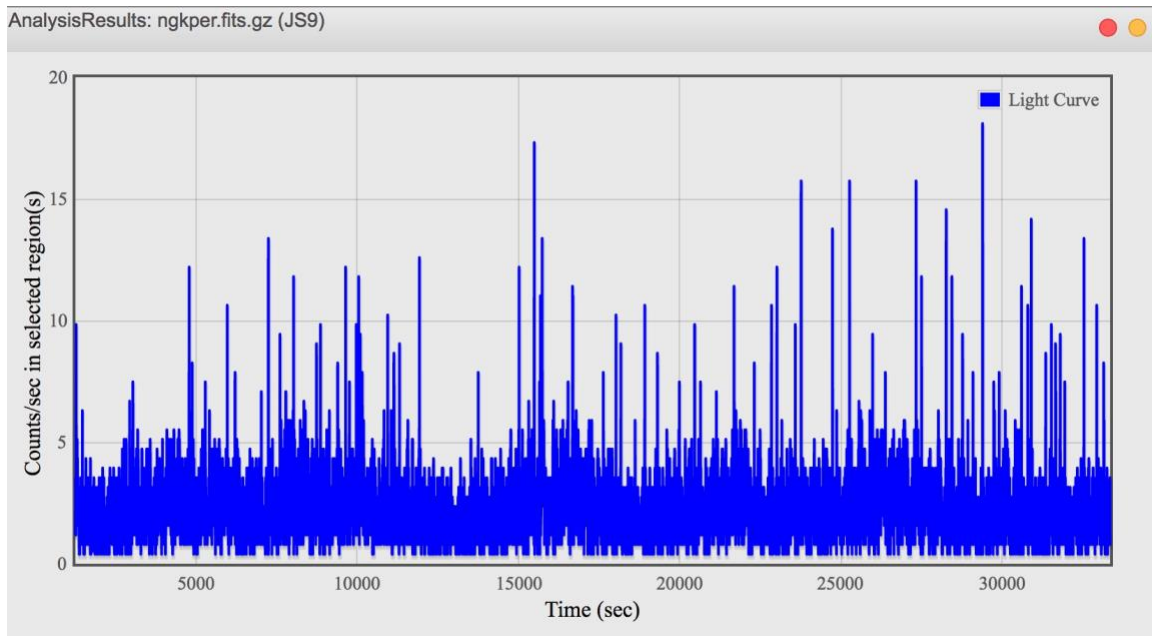 AnalysisResults: ngkper.fits.gz (JS9)
20
Light Curve
15
Counts/sec in selected region(s)
10
5
0
5000 10000 15000 20000 25000 30000
Time (sec)